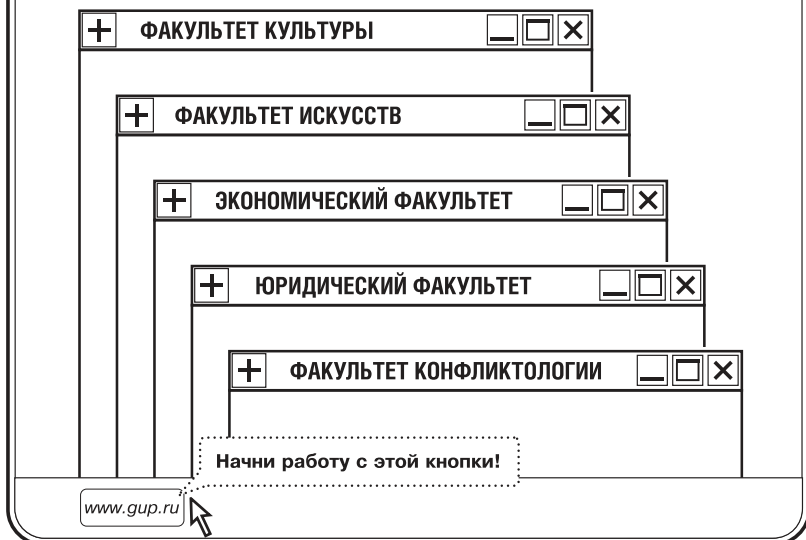 ФАКУЛЬТЕТ КУЛЬТУРЫ
ФАКУЛЬТЕТ ИСКУССТВ
ЭКОНОМИЧЕСКИЙ ФАКУЛЬТЕТ
ЮРИДИЧЕСКИЙ ФАКУЛЬТЕТ
ФАКУЛЬТЕТ КОНФЛИКТОЛОГИИ
Начни работу с этой кнопки!
www.gup.ru